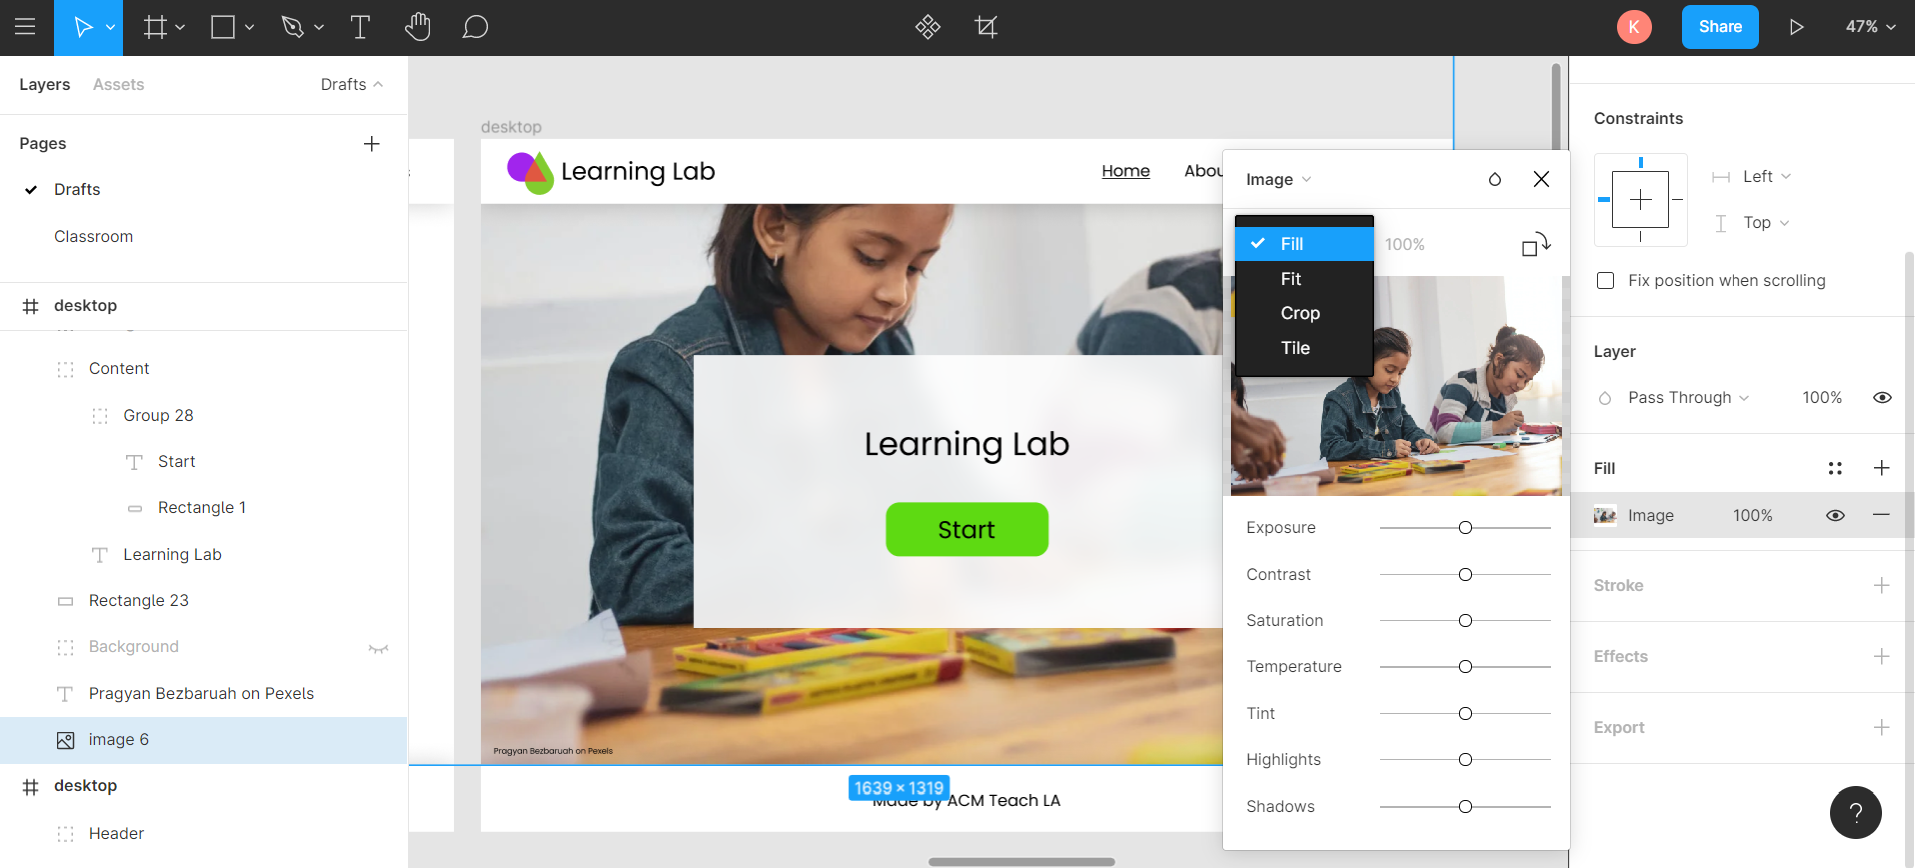 K
Share
47%
Layers
Assets
Drafts
Pages
Drafts
Classroom
desktop
Content
Group 28
Start
Rectangle 1
Learning Lab
Rectangle 23
Background
Pragyan Bezbaruah on Pexels
image 6
desktop
Header
desktop
Learning Lab
Home
Abou
Learning Lab
Start
Pragyan Bezbaruah on Pexels
1639 × 1319
Made by ACM Teach LA
Image
Fill
100%
Fit
Crop
Tile
Exposure
Contrast
Saturation
Temperature
Tint
Highlights
Shadows
Constraints
Left
Top
Fix position when scrolling
Layer
Pass Through
100%
Fill
Image
100%
Stroke
Effects
Export
?